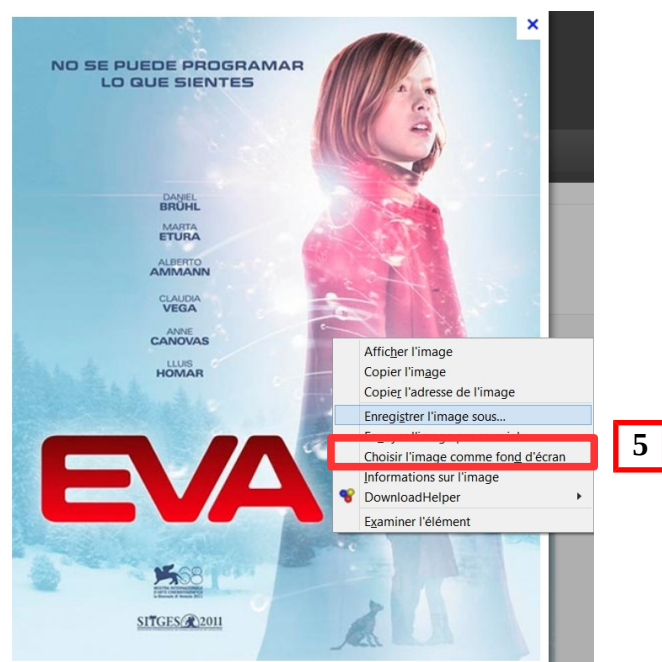 ×
NO SE PUEDE PROGRAMAR
LO QUE SIENTES
DANIEL
BRÜHL
MARTA
ETURA
ALBERTO
AMMANN
CLAUDIA
VEGA
ANNE
CANOVAS
LLUIS
HOMAR
EVA
68
SITGES 2011
Afficher l'image
Copier l'image
Copier l'adresse de l'image
Enregistrer l'image sous...
Choisir l'image comme fond d'écran
Informations sur l'image
DownloadHelper
Examiner l'élément
5